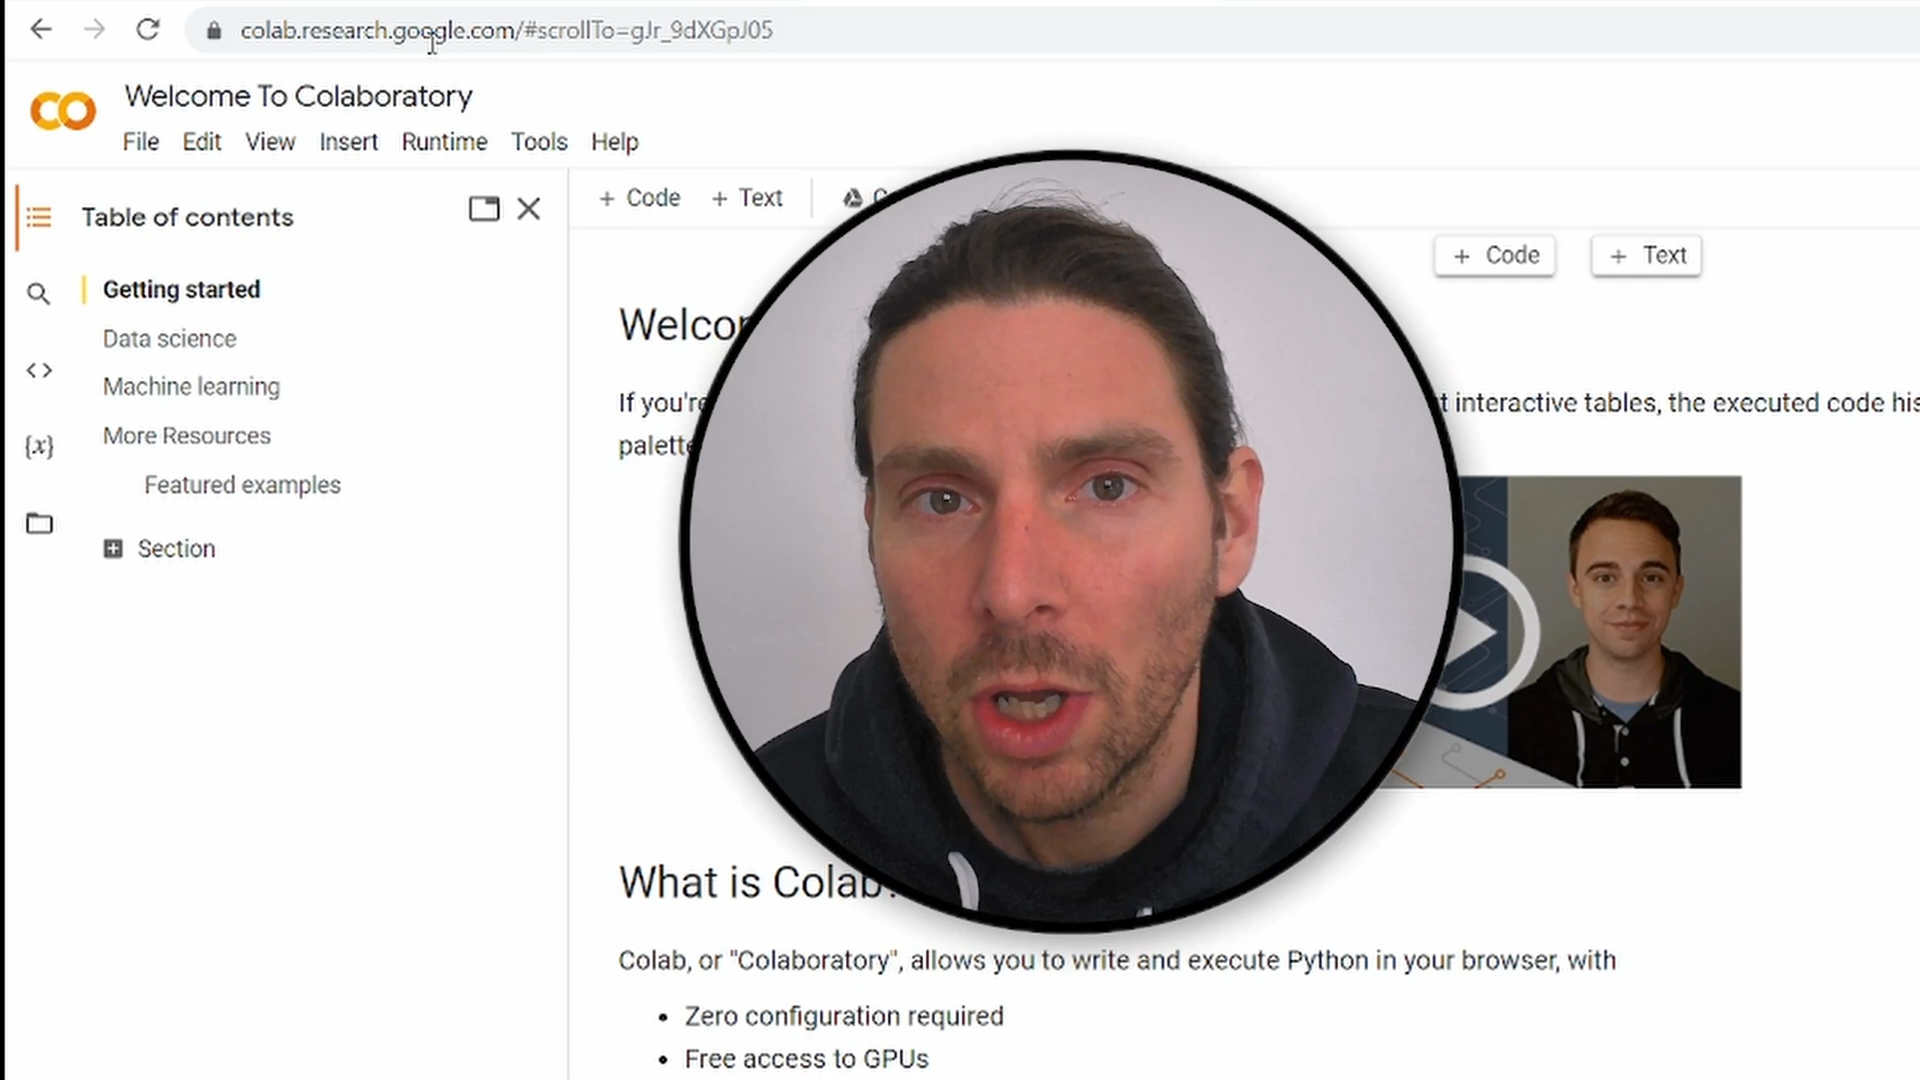 colab.research.google.com/#scrollTo=gJr_9dXGpJ05
Welcome To Colaboratory
File Edit View Insert Runtime Tools Help
Table of contents
+ Code + Text
+ Code + Text
Getting started
Data science
Machine learning
More Resources
Featured examples
Section
If you're
t interactive tables, the executed code his
What is Colab?
Colab, or "Colaboratory", allows you to write and execute Python in your browser, with
• Zero configuration required
• Free access to GPUs